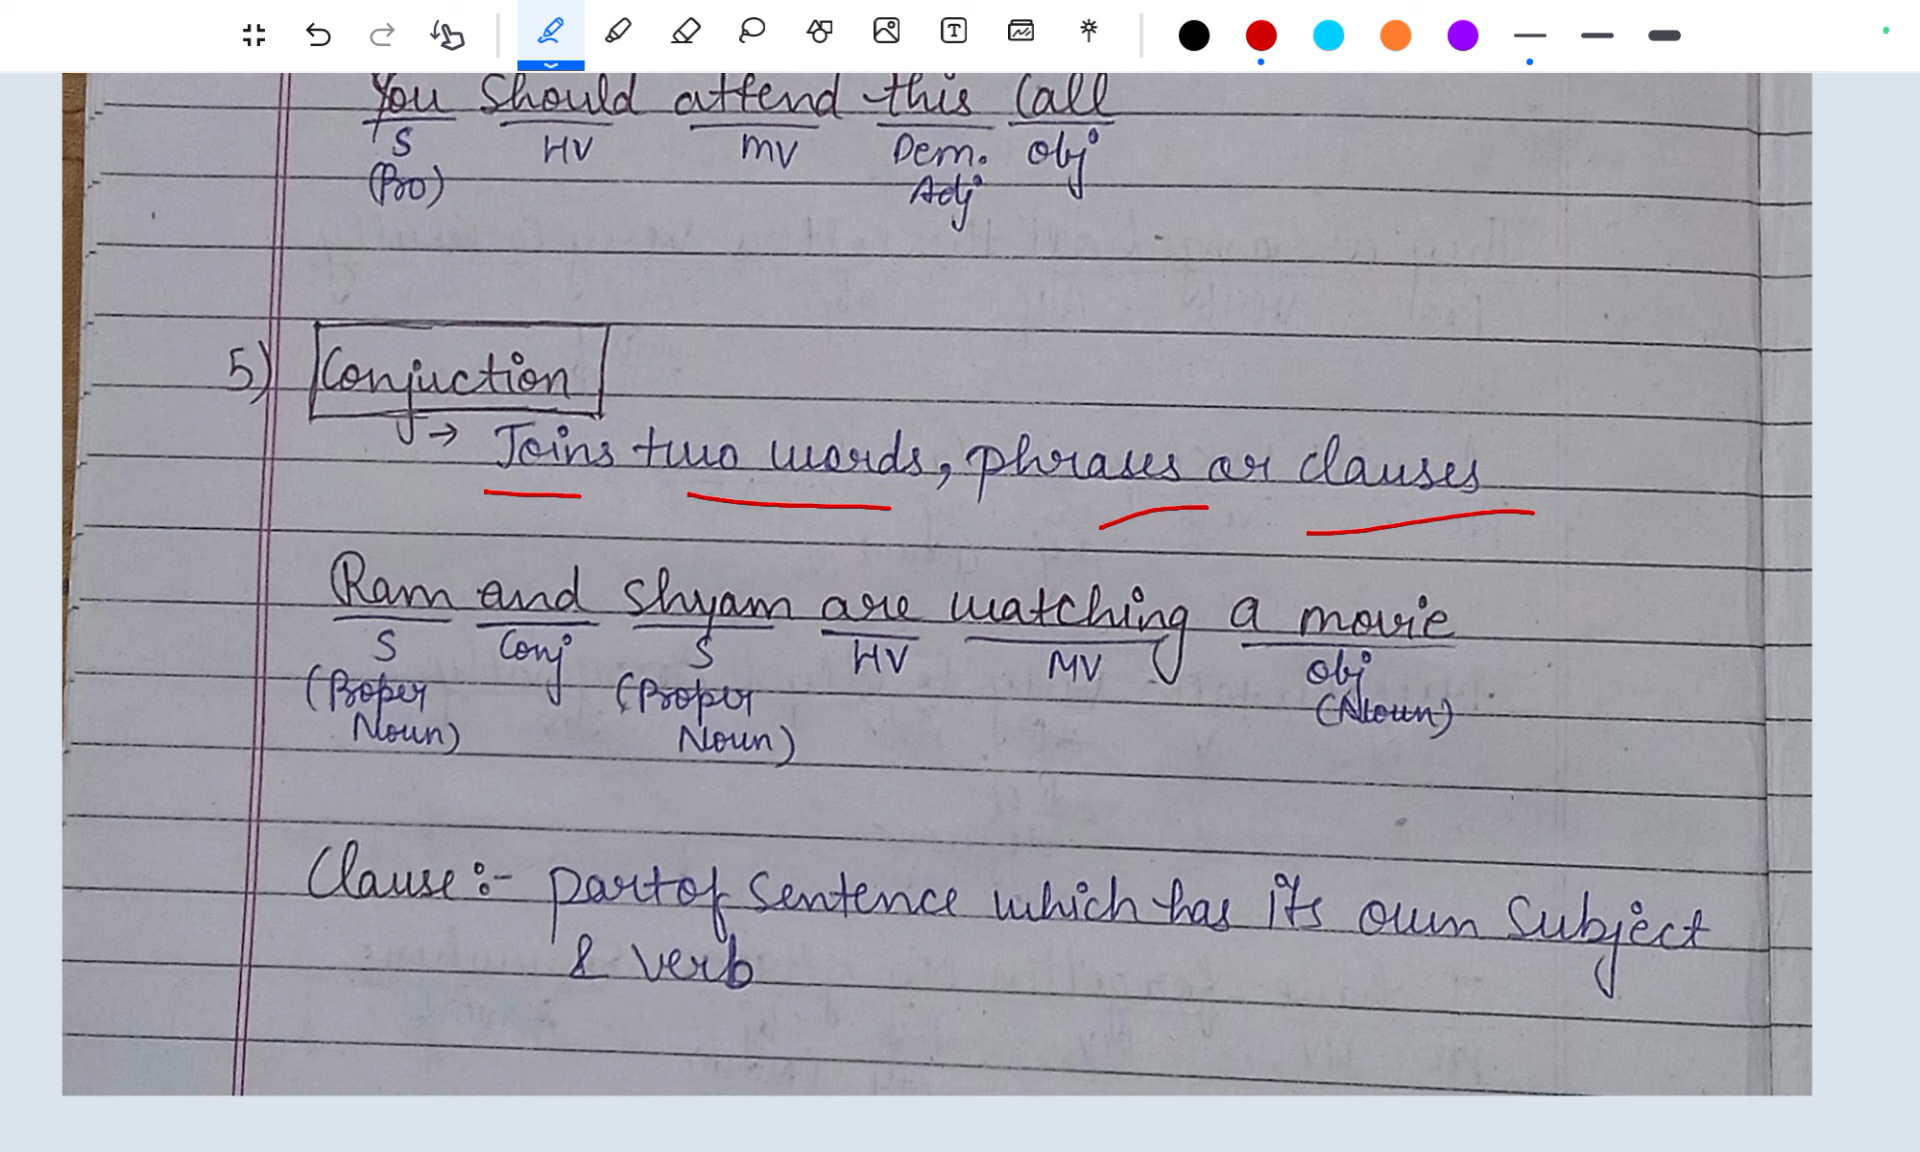 You Should attend this Call
S HV MV Dem. Obj
(Pro) Adj
5) Conjuction
→ Joins two words, phrases or clauses
Ram and Shyam are watching a movie
S Conj S HV MV Obj
(Proper (Proper (Noun)
Noun) Noun)
Clause:- Part of Sentence which has its own Subject
& verb